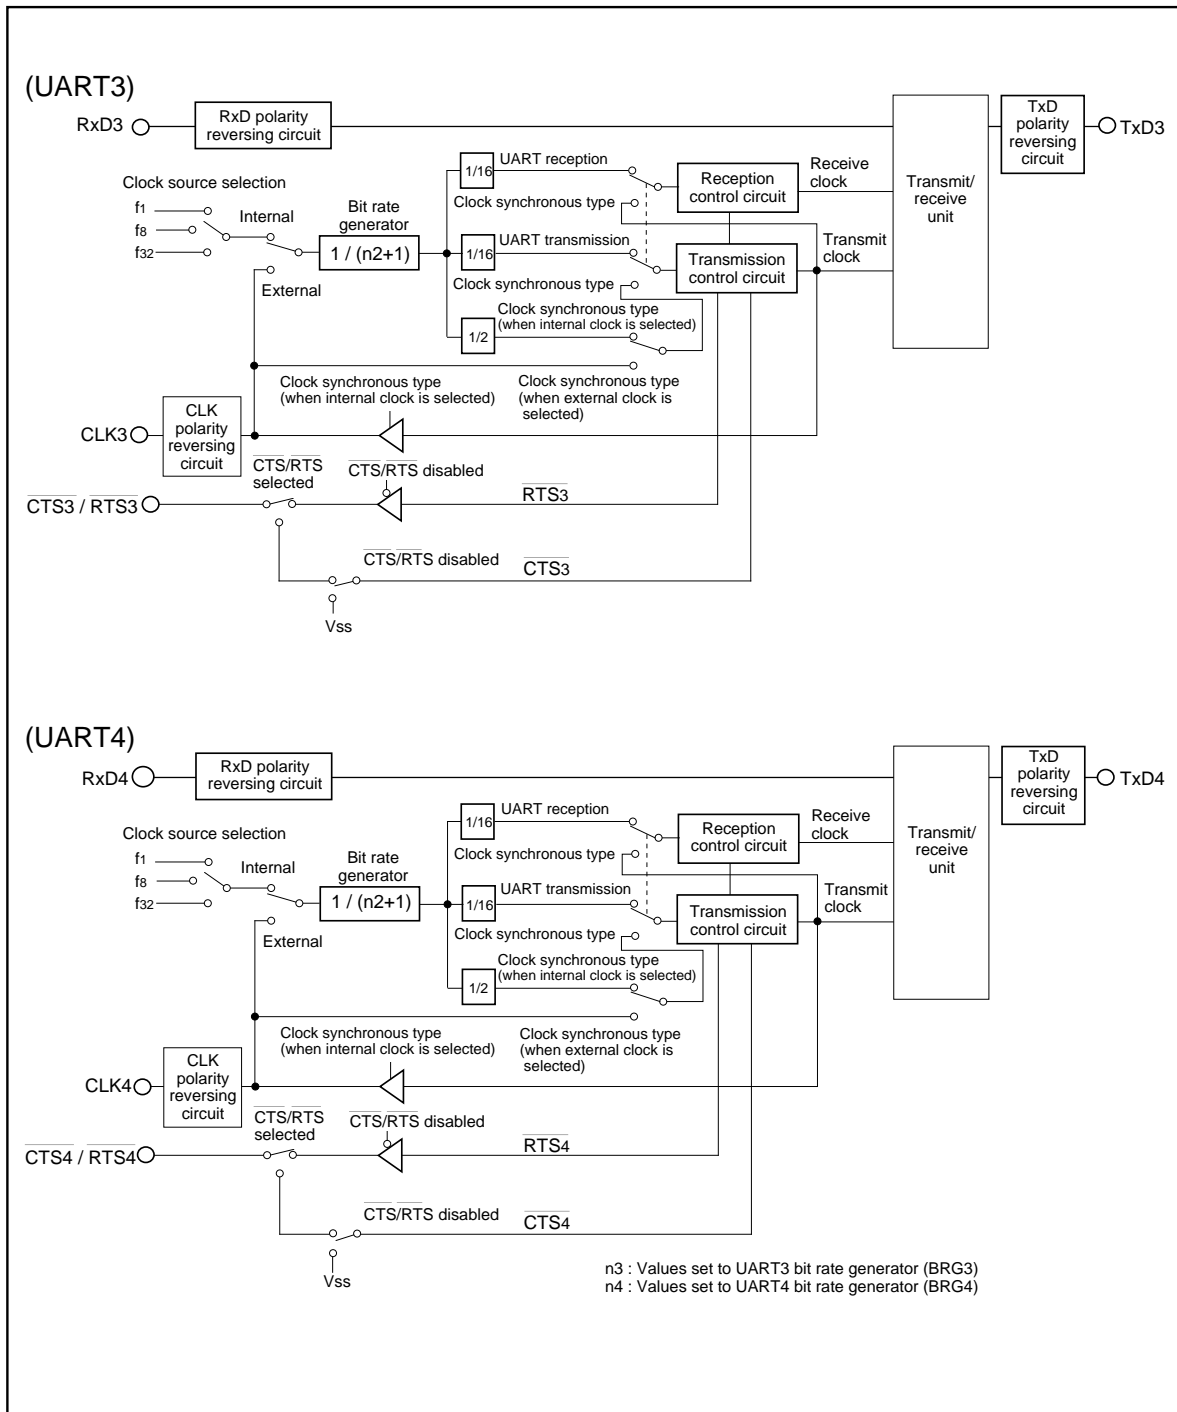 (UART3)
RxD3
RxD polarity
reversing circuit
TxD
polarity
reversing
circuit
TxD3
Clock source selection
f1
f8
f32
Internal
External
Bit rate
generator
1 / (n2+1)
1/16
UART reception
Clock synchronous type
1/16
UART transmission
Clock synchronous type
1/2
Clock synchronous type
(when internal clock is selected)
Reception
control circuit
Transmission
control circuit
Receive
clock
Transmit
clock
Transmit/
receive
unit
Clock synchronous type
(when internal clock is selected)
Clock synchronous type
(when external clock is
selected)
CLK3
CLK
polarity
reversing
circuit
CTS/RTS
selected
CTS/RTS disabled
CTS3 / RTS3
RTS3
CTS/RTS disabled
CTS3
Vss
(UART4)
RxD4
RxD polarity
reversing circuit
TxD
polarity
reversing
circuit
TxD4
Clock source selection
f1
f8
f32
Internal
External
Bit rate
generator
1 / (n2+1)
1/16
UART reception
Clock synchronous type
1/16
UART transmission
Clock synchronous type
1/2
Clock synchronous type
(when internal clock is selected)
Reception
control circuit
Transmission
control circuit
Receive
clock
Transmit
clock
Transmit/
receive
unit
Clock synchronous type
(when internal clock is selected)
Clock synchronous type
(when external clock is
selected)
CLK4
CLK
polarity
reversing
circuit
CTS/RTS
selected
CTS/RTS disabled
CTS4 / RTS4
RTS4
CTS/RTS disabled
CTS4
Vss
n3 : Values set to UART3 bit rate generator (BRG3)
n4 : Values set to UART4 bit rate generator (BRG4)